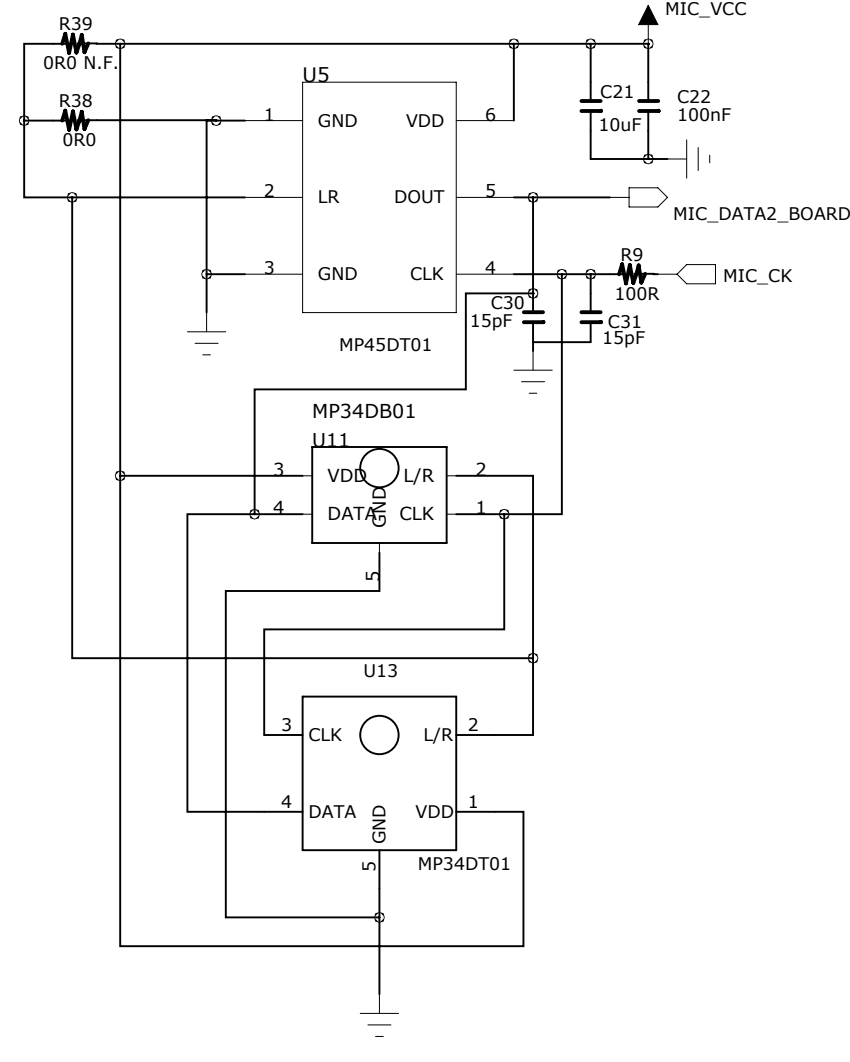 MIC_VCC
R39
0R0 N.F.
R38
0R0
U5
1
GND
VDD
6
C21
10uF
C22
100nF
2
LR
DOUT
5
MIC_DATA2_BOARD
3
GND
CLK
4
R9
100R
MIC_CK
C30
15pF
C31
15pF
MP45DT01
MP34DB01
U11
3
VDD
L/R
2
4
DATA
GND
CLK
1
5
U13
3
CLK
L/R
2
4
DATA
GND
VDD
1
5
MP34DT01